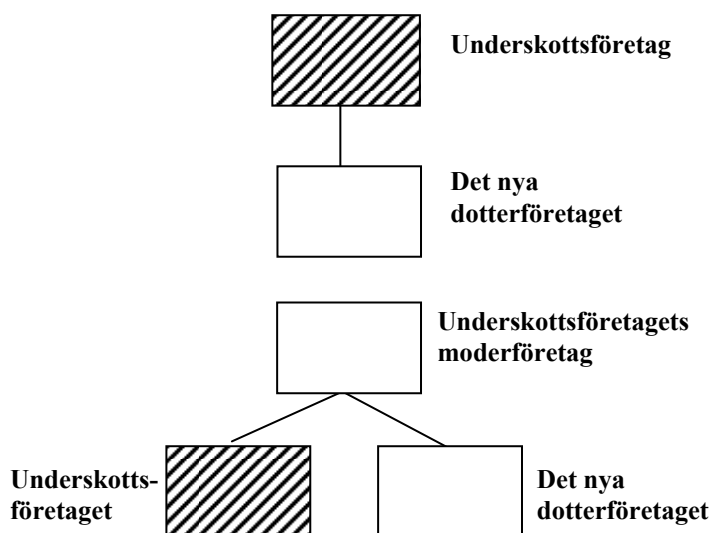 Underskottsföretag
Det nya
dotterföretaget
Underskottsföretagets
moderföretag
Underskotts-
företaget
Det nya
dotterföretaget